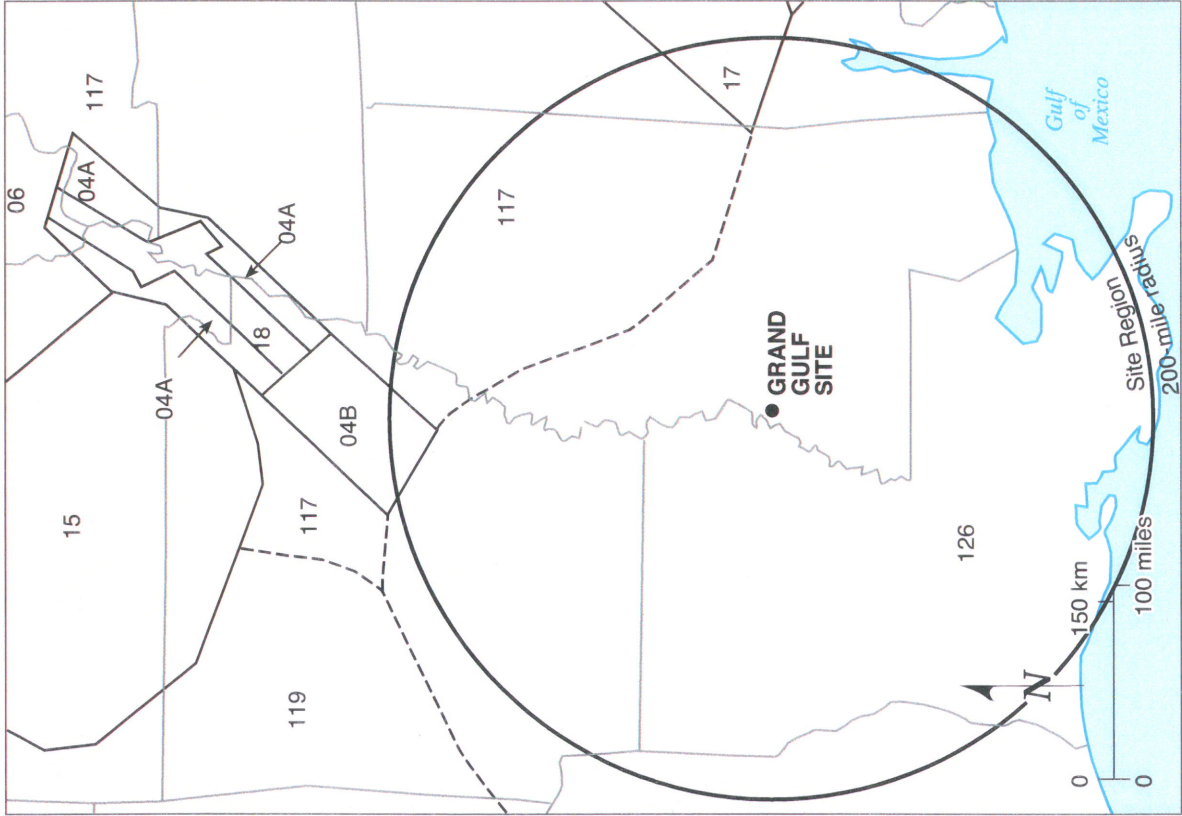 06
117
04A
04A
04A
18
15
04B
117
117
17
119
GRAND
GULF
SITE
126
Gulf
of
Mexico
Site Region
200-mile radius
N
0
150 km
0
100 miles